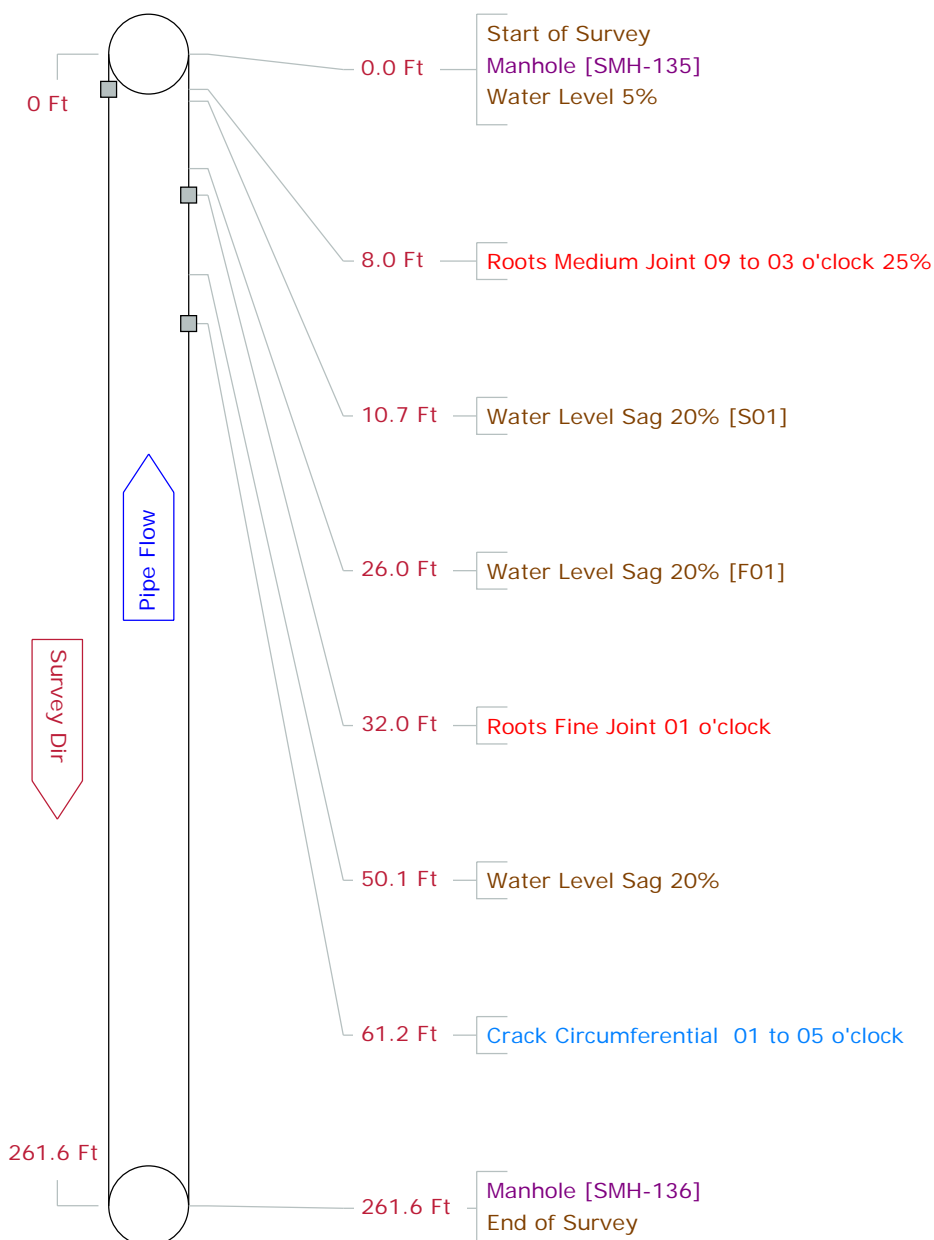 Start of Survey
0.0 Ft
Manhole [SMH-135]
Water Level 5%
0 Ft
8.0 Ft
Roots Medium Joint 09 to 03 o'clock 25%
10.7 Ft
Water Level Sag 20% [S01]
Pipe Flow
26.0 Ft
Water Level Sag 20% [F01]
Survey Dir
32.0 Ft
Roots Fine Joint 01 o'clock
50.1 Ft
Water Level Sag 20%
61.2 Ft
Crack Circumferential  01 to 05 o'clock
261.6 Ft
261.6 Ft
Manhole [SMH-136]
End of Survey